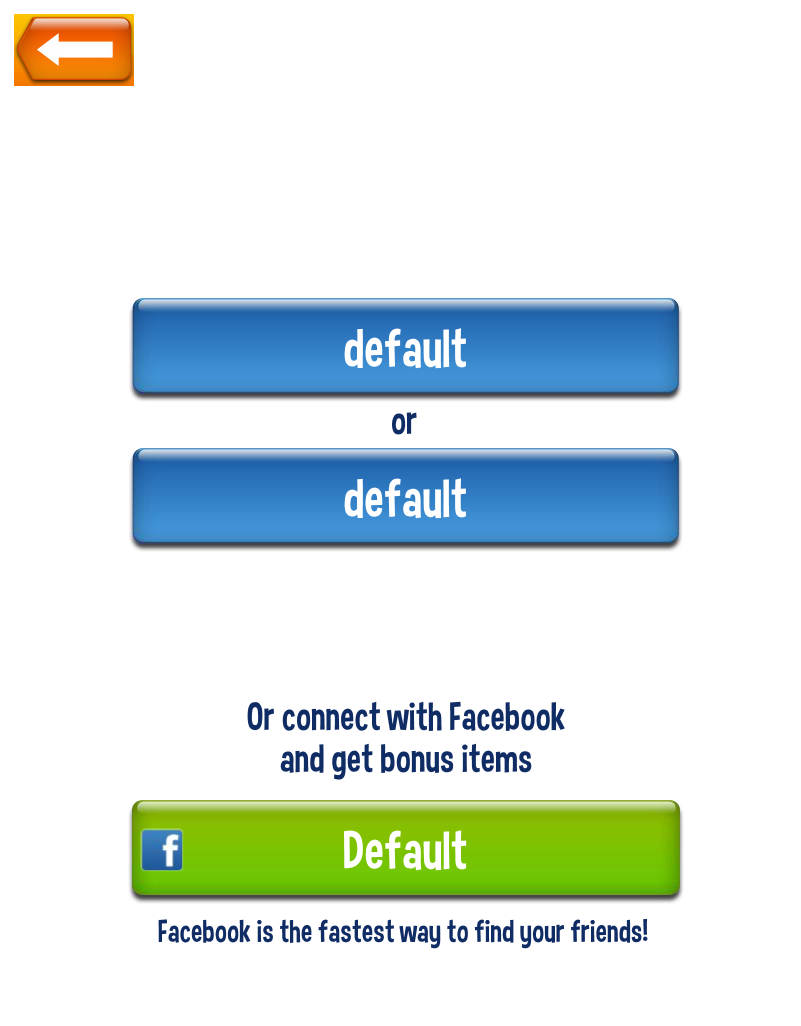 default
or
default
Or connect with Facebook
and get bonus items
f
Default
Facebook is the fastest way to find your friends!